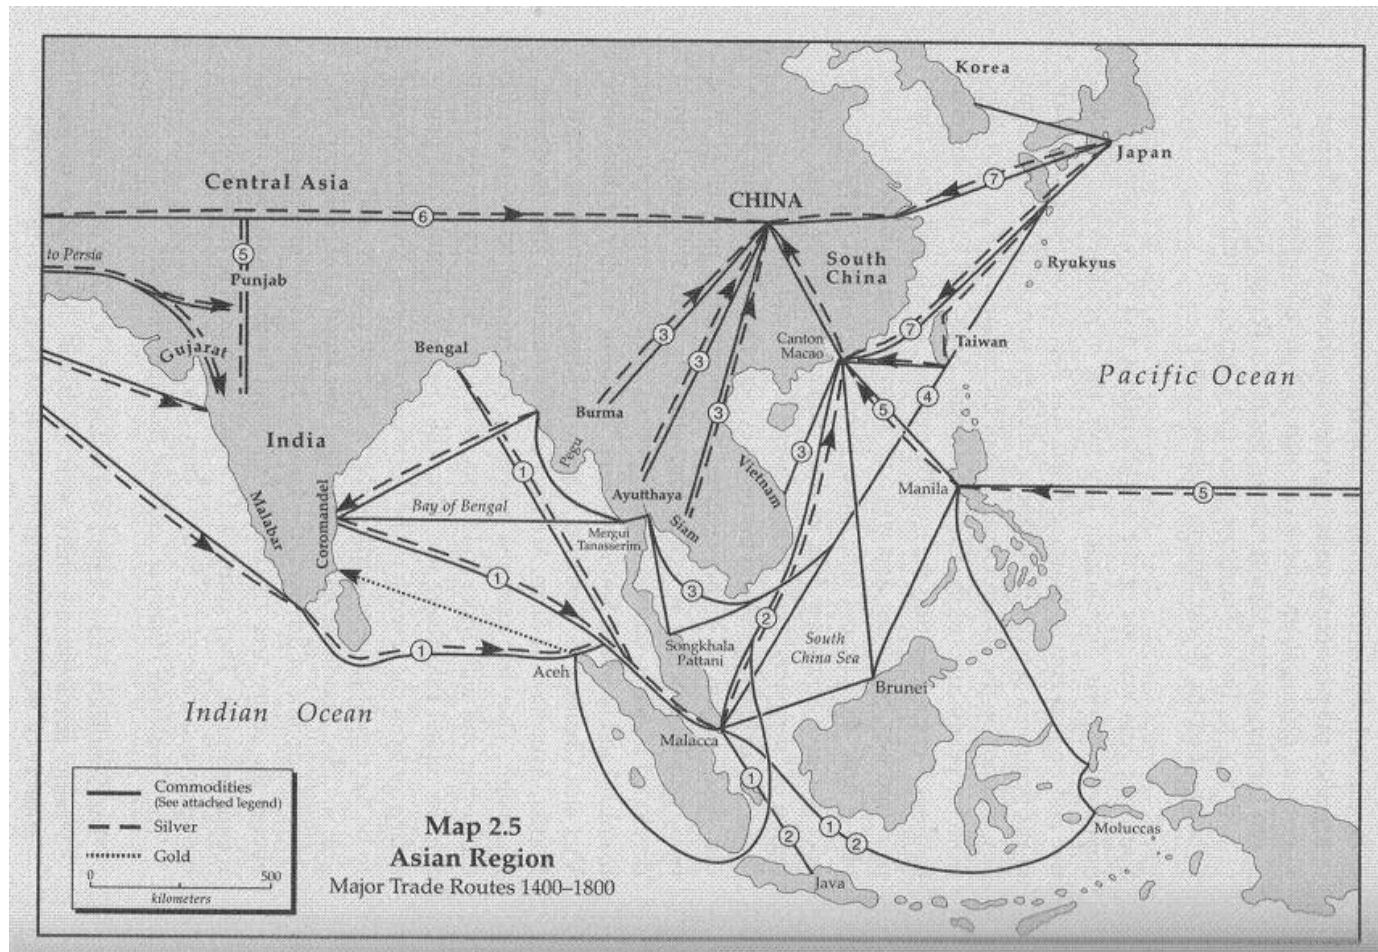 Korea
Japan
7
Central Asia
CHINA
6
to Persia
5
Punjab
South
China
Ryukyus
7
Gujarat
Bengal
3
3
Canton
Macao
Taiwan
Pacific Ocean
4
5
Burma
3
India
Pegu
1
3
Vietnam
Ayutthaya
Manila
5
Malabar
Coromandel
Bay of Bengal
Siam
Mergui
Tanasserim
1
3
2
Songkhala
Pattani
South
China Sea
1
Aceh
Brunei
Indian Ocean
Malacca
1
Commodities
(See attached legend)
Silver
Gold
0 500
kilometers
Map 2.5
Asian Region
Major Trade Routes 1400–1800
2
1
2
Moluccas
Java